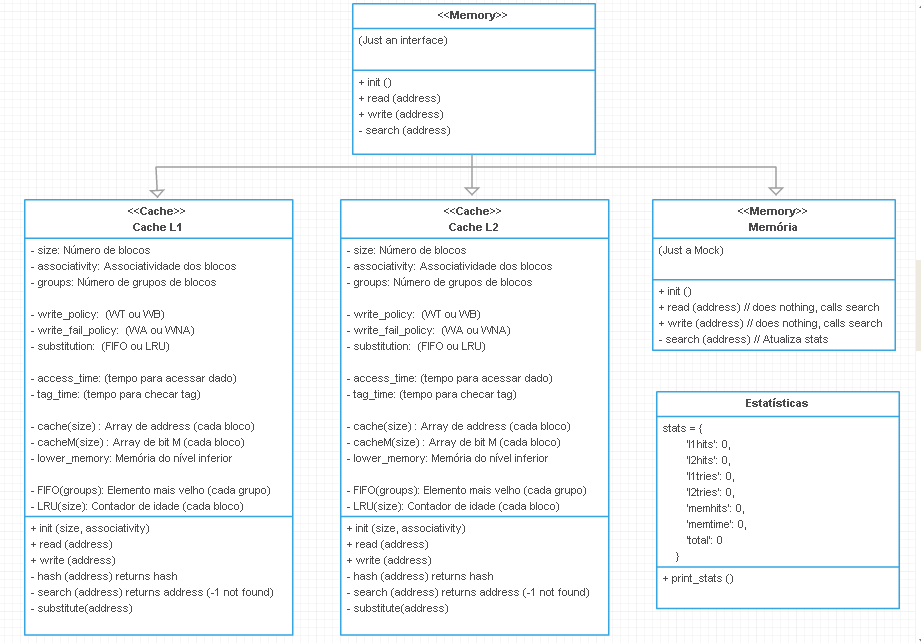 <<Memory>>
(Just an interface)
+ init ()
+ read (address)
+ write (address)
- search (address)
<<Cache>>
Cache L1
- size: Número de blocos
- associativity: Associatividade dos blocos
- groups: Número de grupos de blocos
- write_policy:  (WT ou WB)
- write_fail_policy:  (WA ou WNA)
- substitution:  (FIFO ou LRU)
- access_time: (tempo para acessar dado)
- tag_time: (tempo para checar tag)
- cache(size) : Array de address (cada bloco)
- cacheM(size) : Array de bit M (cada bloco)
- lower_memory: Memória do nível inferior
- FIFO(groups): Elemento mais velho (cada grupo)
- LRU(size): Contador de idade (cada bloco)
+ init (size, associativity)
+ read (address)
+ write (address)
- hash (address) returns hash
- search (address) returns address (-1 not found)
- substitute(address)
<<Cache>>
Cache L2
- size: Número de blocos
- associativity: Associatividade dos blocos
- groups: Número de grupos de blocos
- write_policy:  (WT ou WB)
- write_fail_policy:  (WA ou WNA)
- substitution:  (FIFO ou LRU)
- access_time: (tempo para acessar dado)
- tag_time: (tempo para checar tag)
- cache(size) : Array de address (cada bloco)
- cacheM(size) : Array de bit M (cada bloco)
- lower_memory: Memória do nível inferior
- FIFO(groups): Elemento mais velho (cada grupo)
- LRU(size): Contador de idade (cada bloco)
+ init (size, associativity)
+ read (address)
+ write (address)
- hash (address) returns hash
- search (address) returns address (-1 not found)
- substitute(address)
<<Memory>>
Memória
(Just a Mock)
+ init ()
+ read (address) // does nothing, calls search
+ write (address) // does nothing, calls search
- search (address) // Atualiza stats
Estatísticas
stats = {
'l1hits': 0,
'l2hits': 0,
'l1tries': 0,
'l2tries': 0,
'memhits': 0,
'memtime': 0,
'total': 0
}
+ print_stats ()